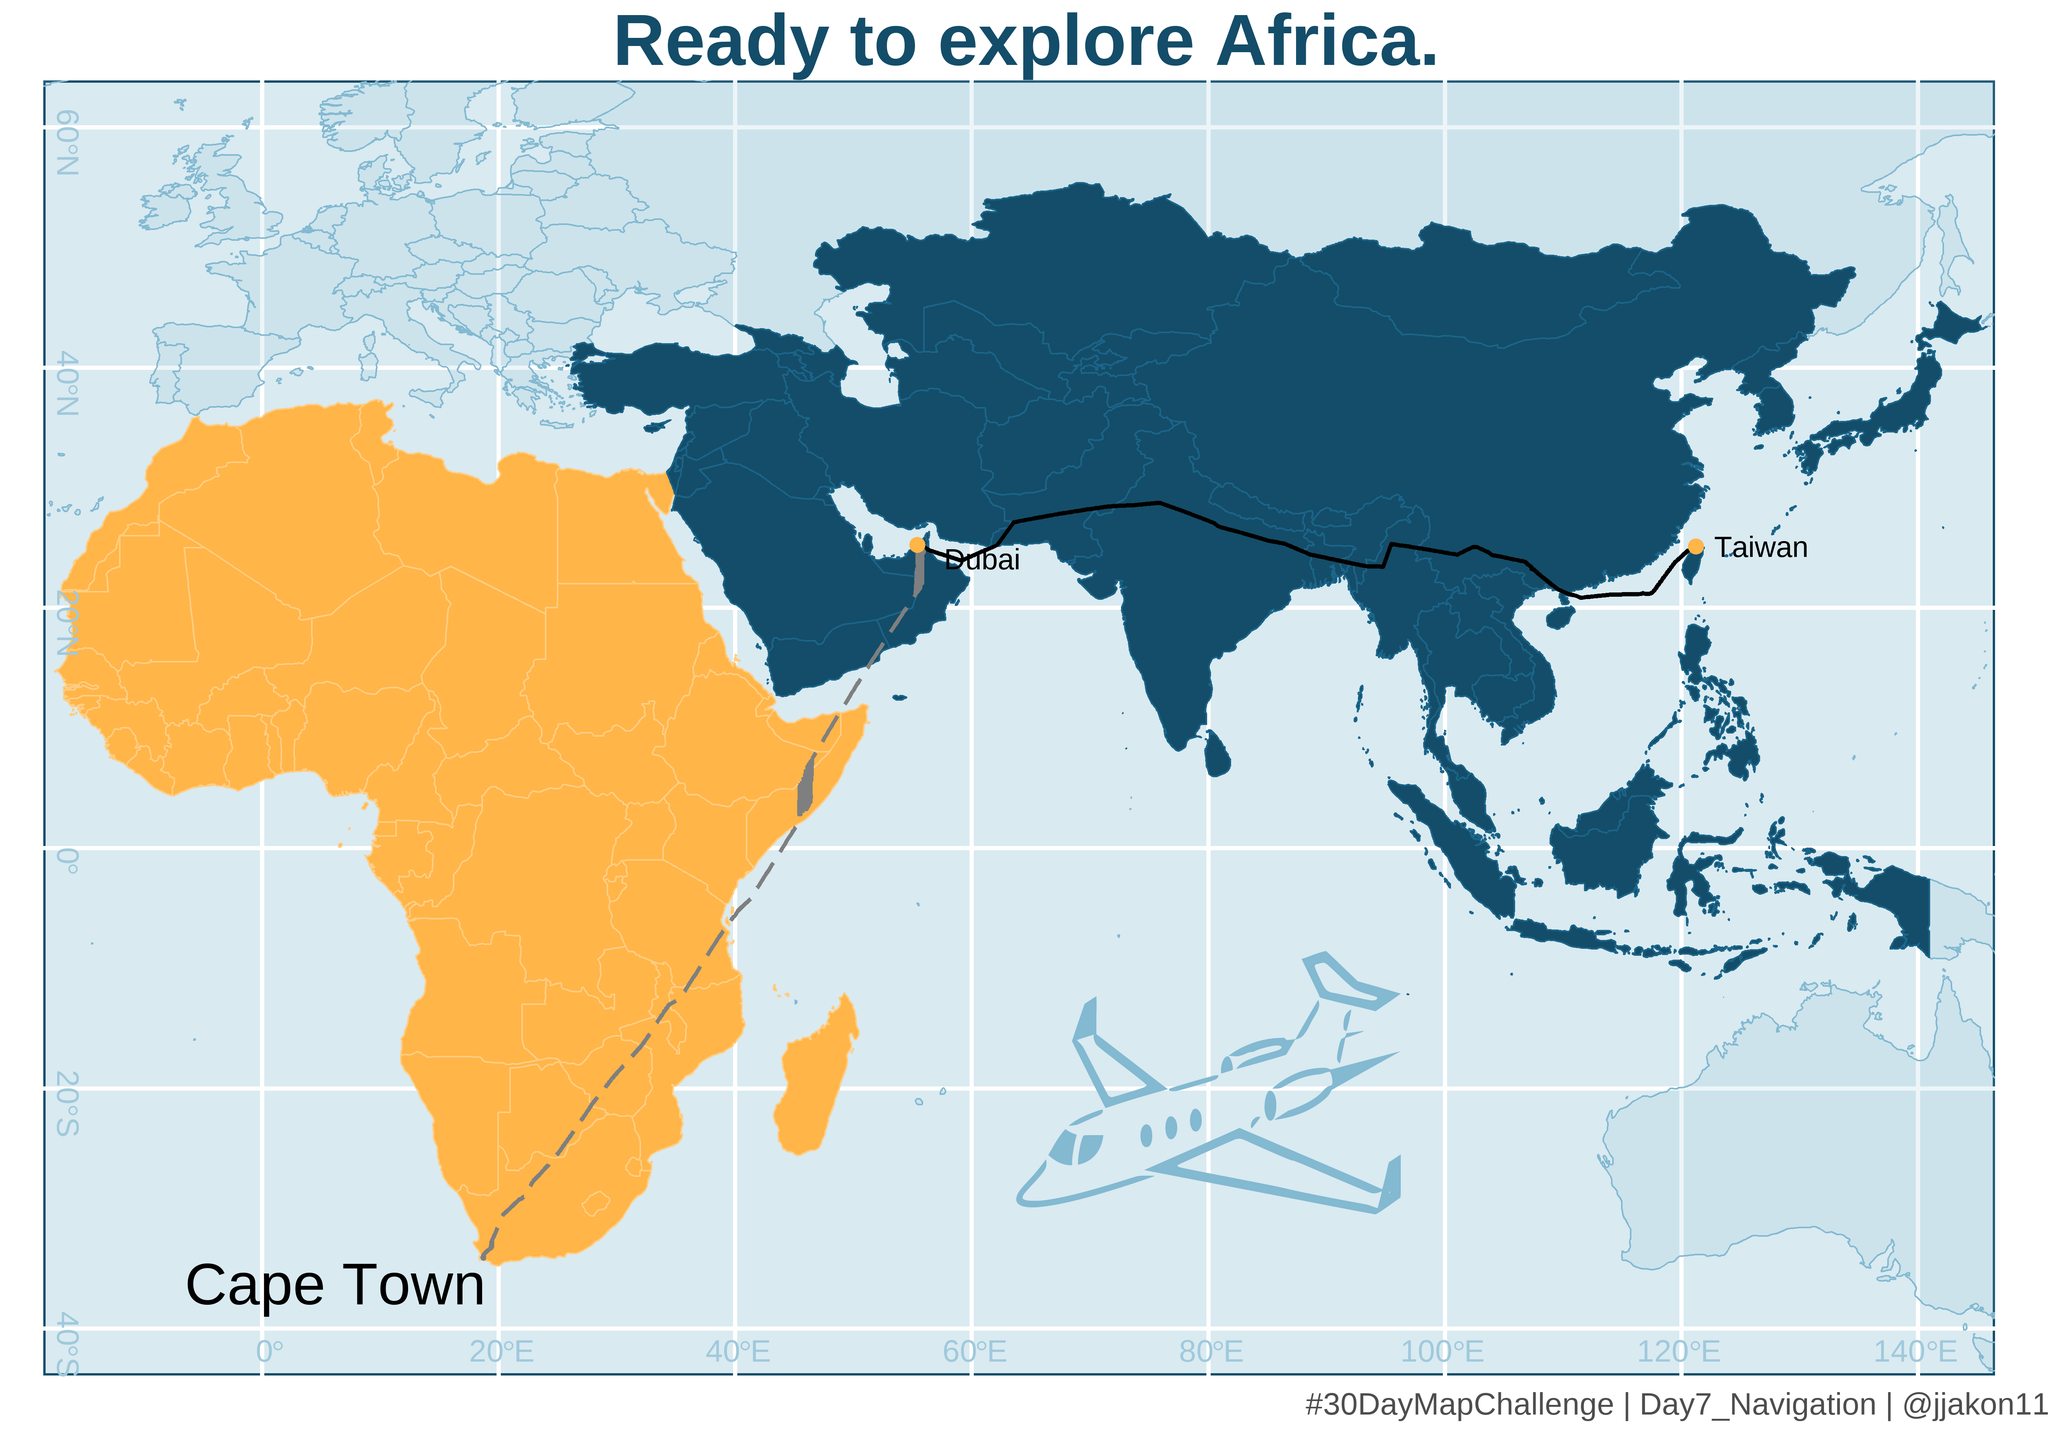 Ready to explore Africa.
60°N
40°N
20°N
0°
20°S
40°S
Dubai
Taiwan
Cape Town
0°
20°E
40°E
60°E
80°E
100°E
120°E
140°E
#30DayMapChallenge | Day7_Navigation | @jjakon11